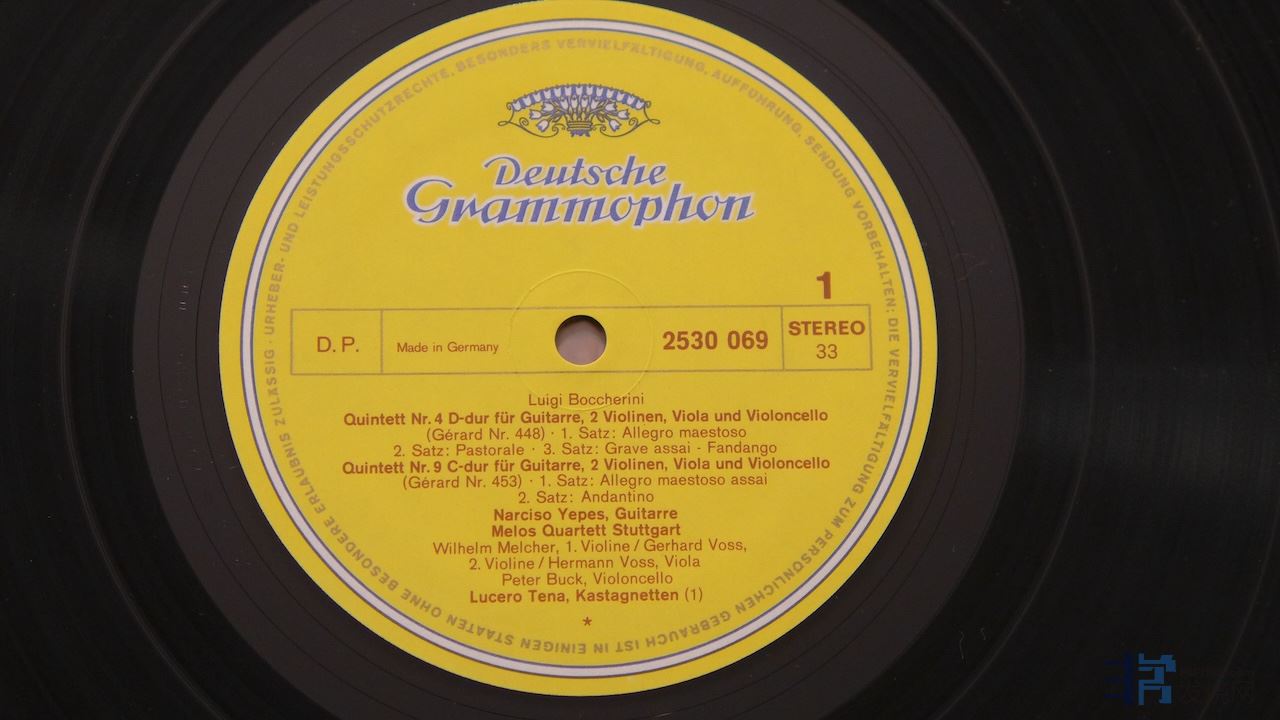 Deutsche
Grammophon
1
D. P.
Made in Germany
2530 069
STEREO
33
Luigi Boccherini
Quintett Nr. 4 D-dur für Guitarre, 2 Violinen, Viola und Violoncello
(Gérard Nr. 448) · 1. Satz: Allegro maestoso
2. Satz: Pastorale · 3. Satz: Grave assai - Fandango
Quintett Nr. 9 C-dur für Guitarre, 2 Violinen, Viola und Violoncello
(Gérard Nr. 453) · 1. Satz: Allegro maestoso assai
2. Satz: Andantino
Narciso Yepes, Guitarre
Melos Quartett Stuttgart
Wilhelm Melcher, 1. Violine / Gerhard Voss,
2. Violine / Hermann Voss, Viola
Peter Buck, Violoncello
Lucero Tena, Kastagnetten (1)
*
URHEBER- UND LEISTUNGSSCHUTZRECHTE, BESONDERS VERVIELFÄLTIGUNG, AUFFÜHRUNG, SENDUNG VORBEHALTEN; DIE VERVIELFÄLTIGUNG ZUM PERSÖNLICHEN GEBRAUCH IST IN EINIGEN STAATEN OHNE BESONDERE ERLAUBNIS ZULÄSSIG ·